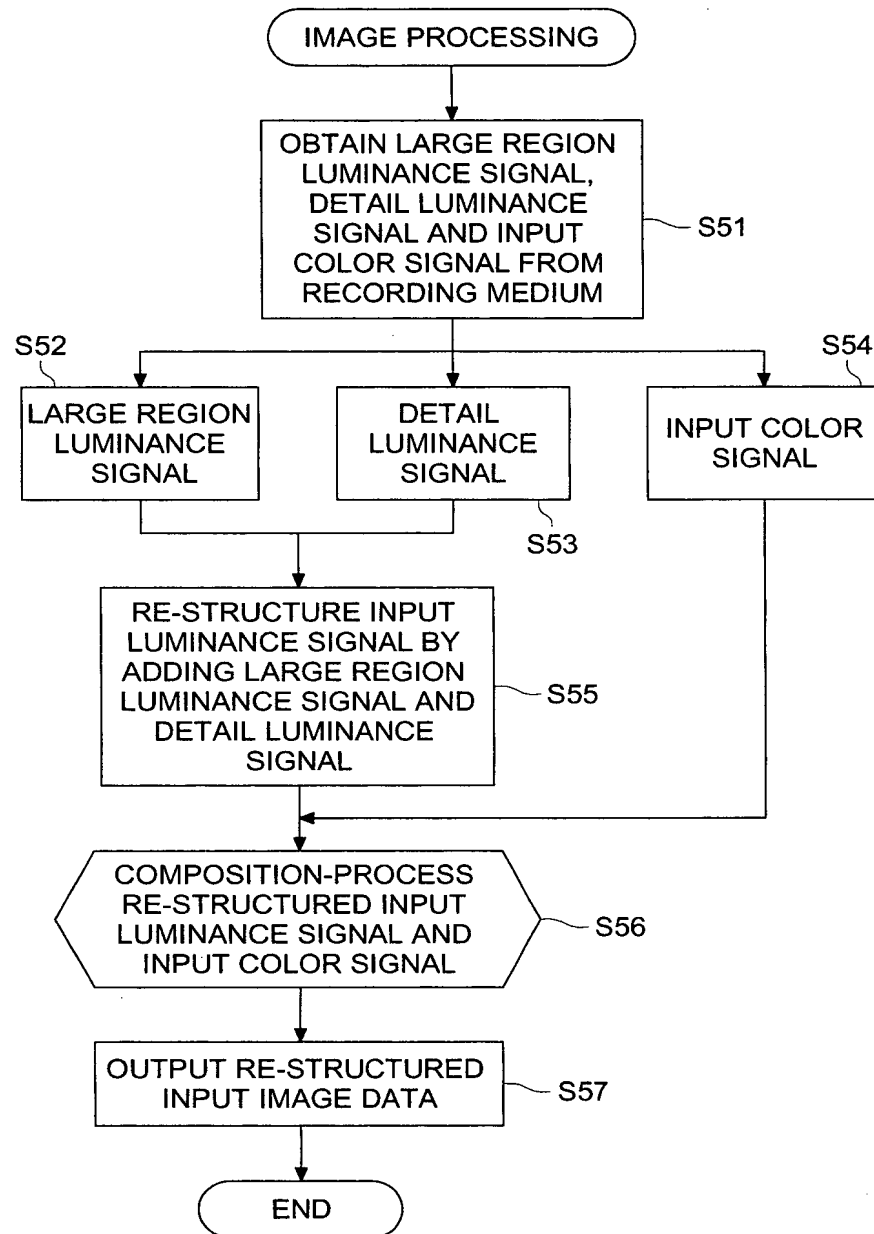 IMAGE PROCESSING
OBTAIN LARGE REGION
LUMINANCE SIGNAL,
DETAIL LUMINANCE
SIGNAL AND INPUT
COLOR SIGNAL FROM
RECORDING MEDIUM
S51
S52
S54
LARGE REGION
LUMINANCE
SIGNAL
DETAIL
LUMINANCE
SIGNAL
INPUT COLOR
SIGNAL
S53
RE-STRUCTURE INPUT
LUMINANCE SIGNAL BY
ADDING LARGE REGION
LUMINANCE SIGNAL AND
DETAIL LUMINANCE
SIGNAL
S55
COMPOSITION-PROCESS
RE-STRUCTURED INPUT
LUMINANCE SIGNAL AND
INPUT COLOR SIGNAL
S56
OUTPUT RE-STRUCTURED
INPUT IMAGE DATA
S57
END